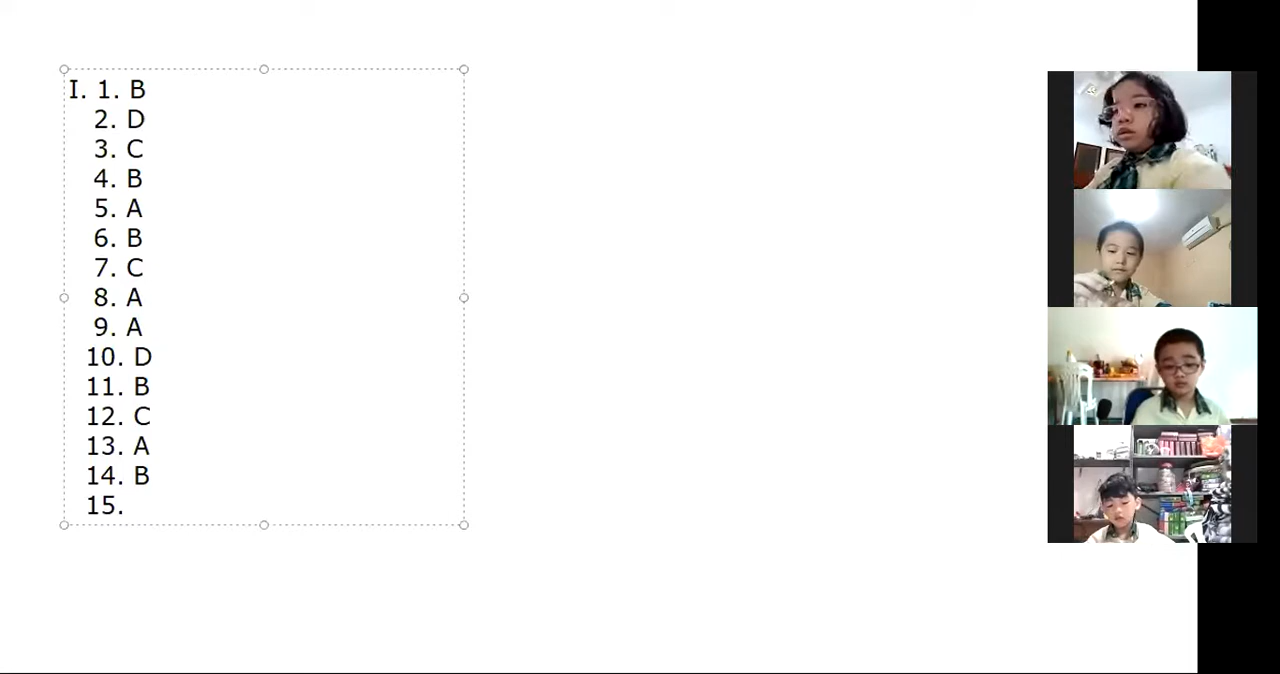 I. 1. B
2. D
3. C
4. B
5. A
6. B
7. C
8. A
9. A
10. D
11. B
12. C
13. A
14. B
15.